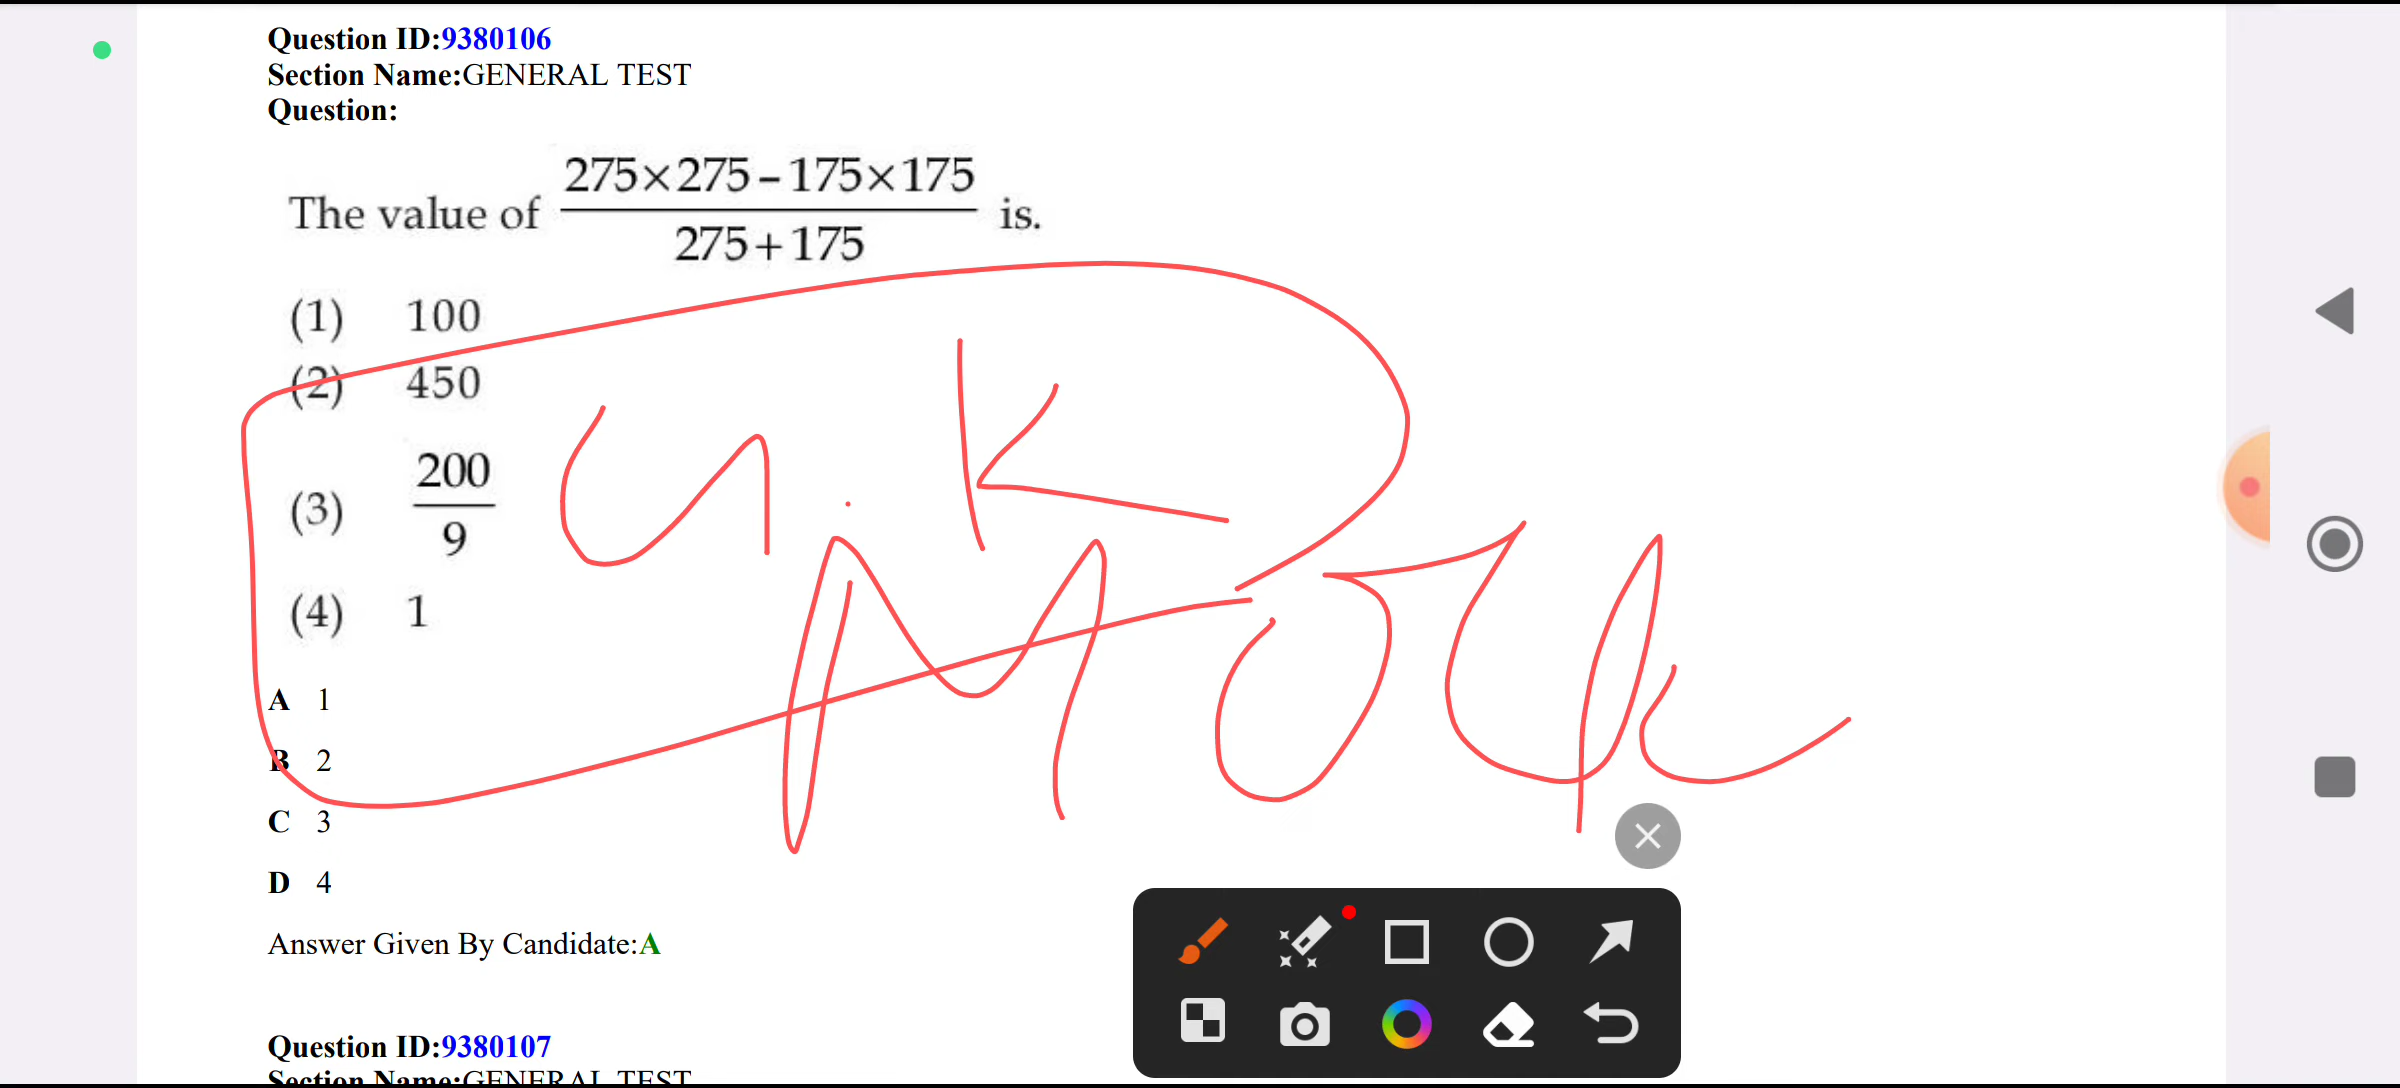 Question ID:9380106
Section Name:GENERAL TEST
Question:
The value of 275×275–175×175 / 275+175 is.
(1) 100
(2) 450
(3) 200/9
(4) 1
G.K
Mock
A 1
B 2
C 3
D 4
Answer Given By Candidate:A
Question ID:9380107
Section Name:GENERAL TEST